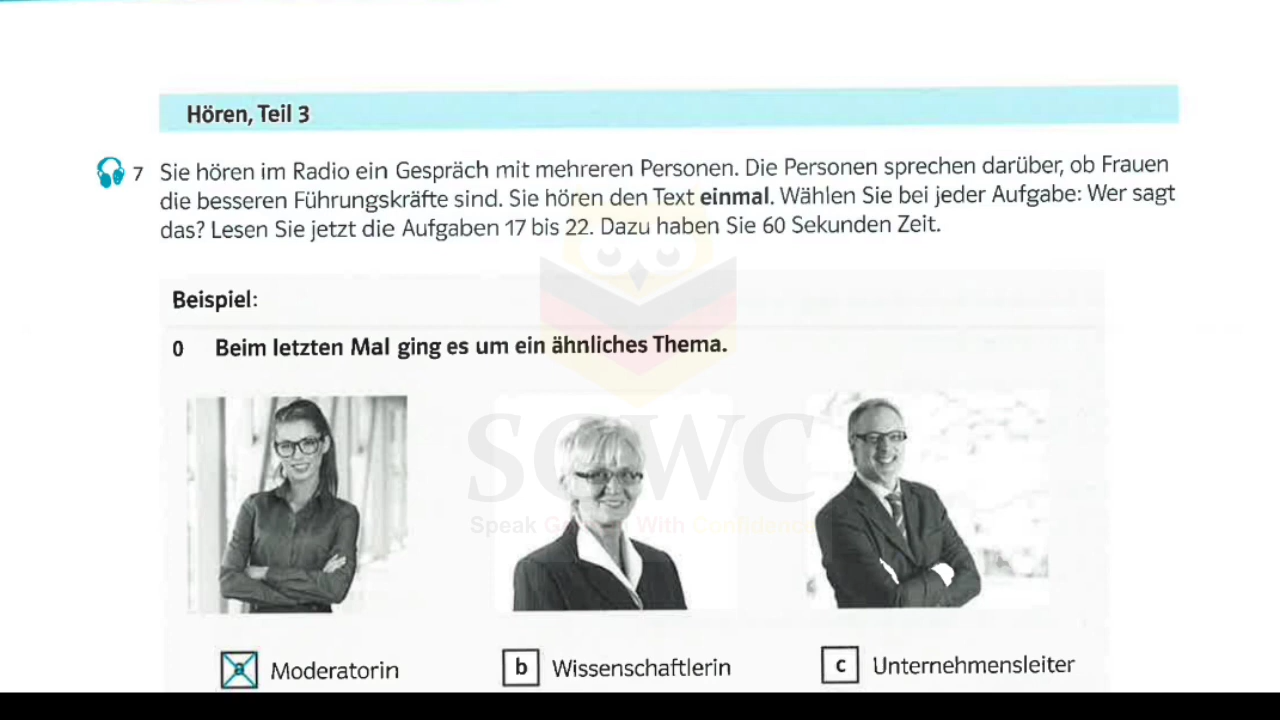 Hören, Teil 3
7 Sie hören im Radio ein Gespräch mit mehreren Personen. Die Personen sprechen darüber, ob Frauen
die besseren Führungskräfte sind. Sie hören den Text einmal. Wählen Sie bei jeder Aufgabe: Wer sagt
das? Lesen Sie jetzt die Aufgaben 17 bis 22. Dazu haben Sie 60 Sekunden Zeit.
Beispiel:
0 Beim letzten Mal ging es um ein ähnliches Thema.
SGWC
Speak With Confidence
a Moderatorin b Wissenschaftlerin c Unternehmensleiter